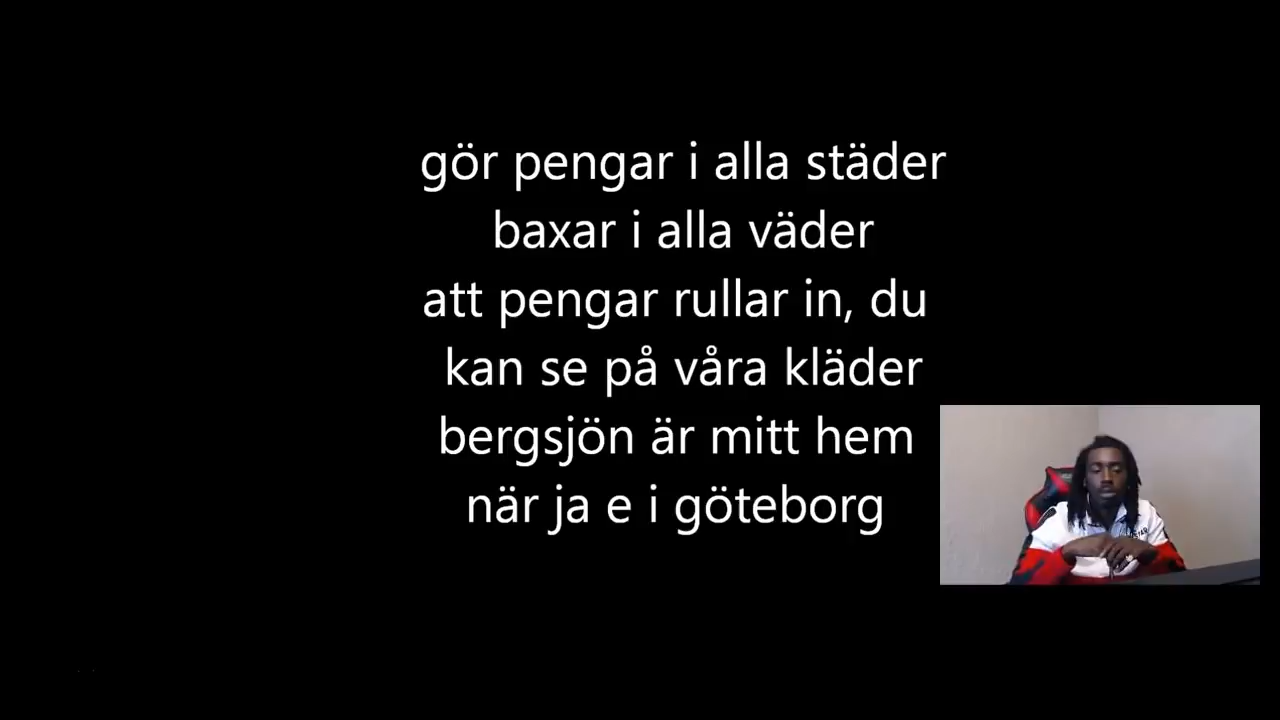 gör pengar i alla städer
baxar i alla väder
att pengar rullar in, du
kan se på våra kläder
bergsjön är mitt hem
när ja e i göteborg